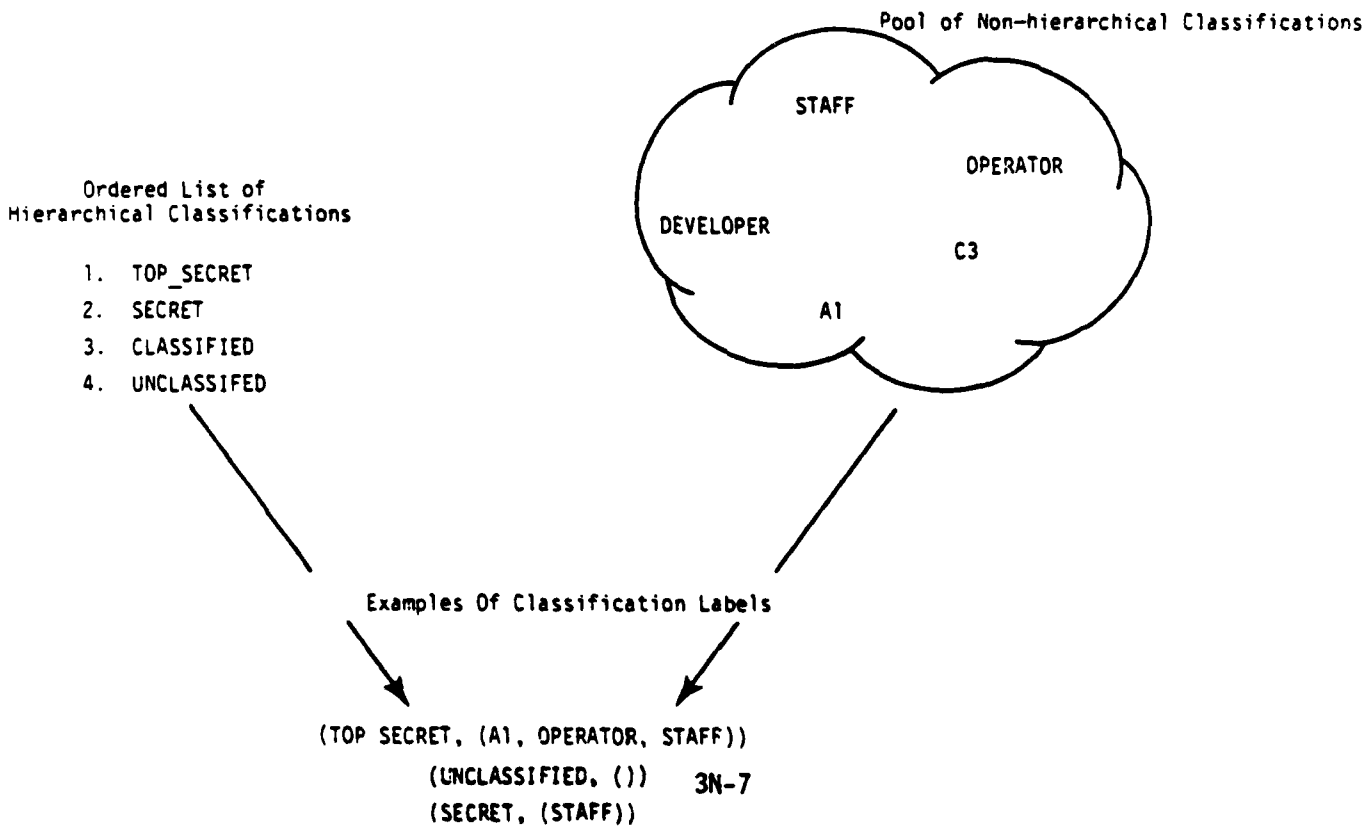 Pool of Non-hierarchical Classifications
STAFF
OPERATOR
DEVELOPER
C3
A1
Ordered List of
Hierarchical Classifications
1. TOP_SECRET
2. SECRET
3. CLASSIFIED
4. UNCLASSIFED
Examples Of Classification Labels
(TOP SECRET, (A1, OPERATOR, STAFF))
(UNCLASSIFIED, ())
3N-7
(SECRET, (STAFF))